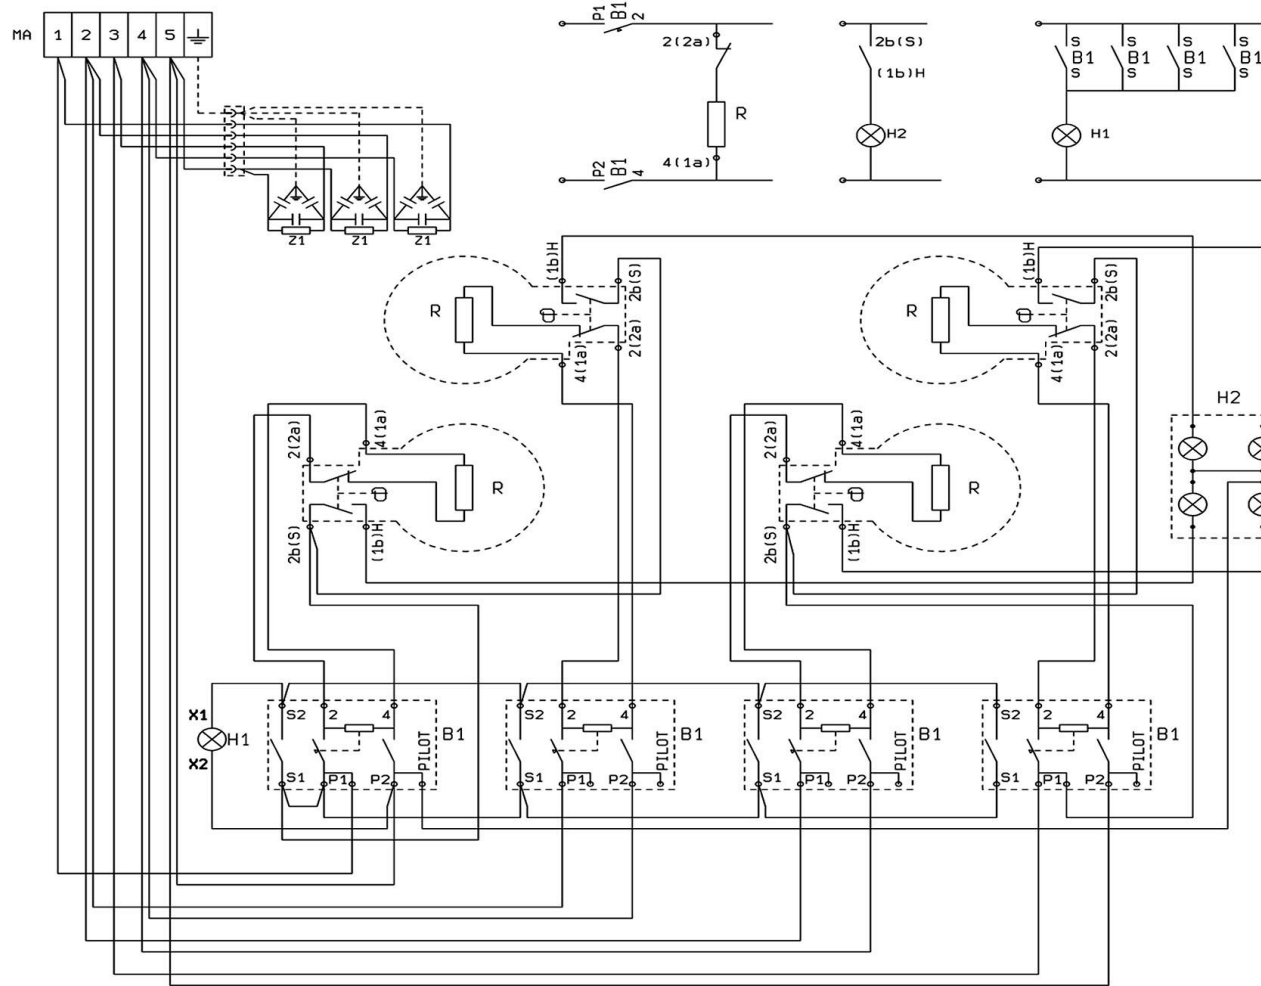 P1 B1 2
MA 1 2 3 4 5
2(2a) 2b(S) S S S S
B1 B1 B1 B1
(1b)H S S S S
R
H2 H1
4(1a)
P2 B1 4
Z1 Z1 Z1
(1b)H 2b(S) (1b)H 2b(S)
R R
4(1a) 2(2a) 4(1a) 2(2a)
H2
2(2a) 4(1a) 2(2a) 4(1a)
R R
2b(S) (1b)H 2b(S) (1b)H
X1 S2 2 4 S2 2 4 S2 2 4 S2 2 4
H1 PILOT B1 PILOT B1 PILOT B1 PILOT B1
X2 S1 P1 P2 S1 P1 P2 S1 P1 P2 S1 P1 P2